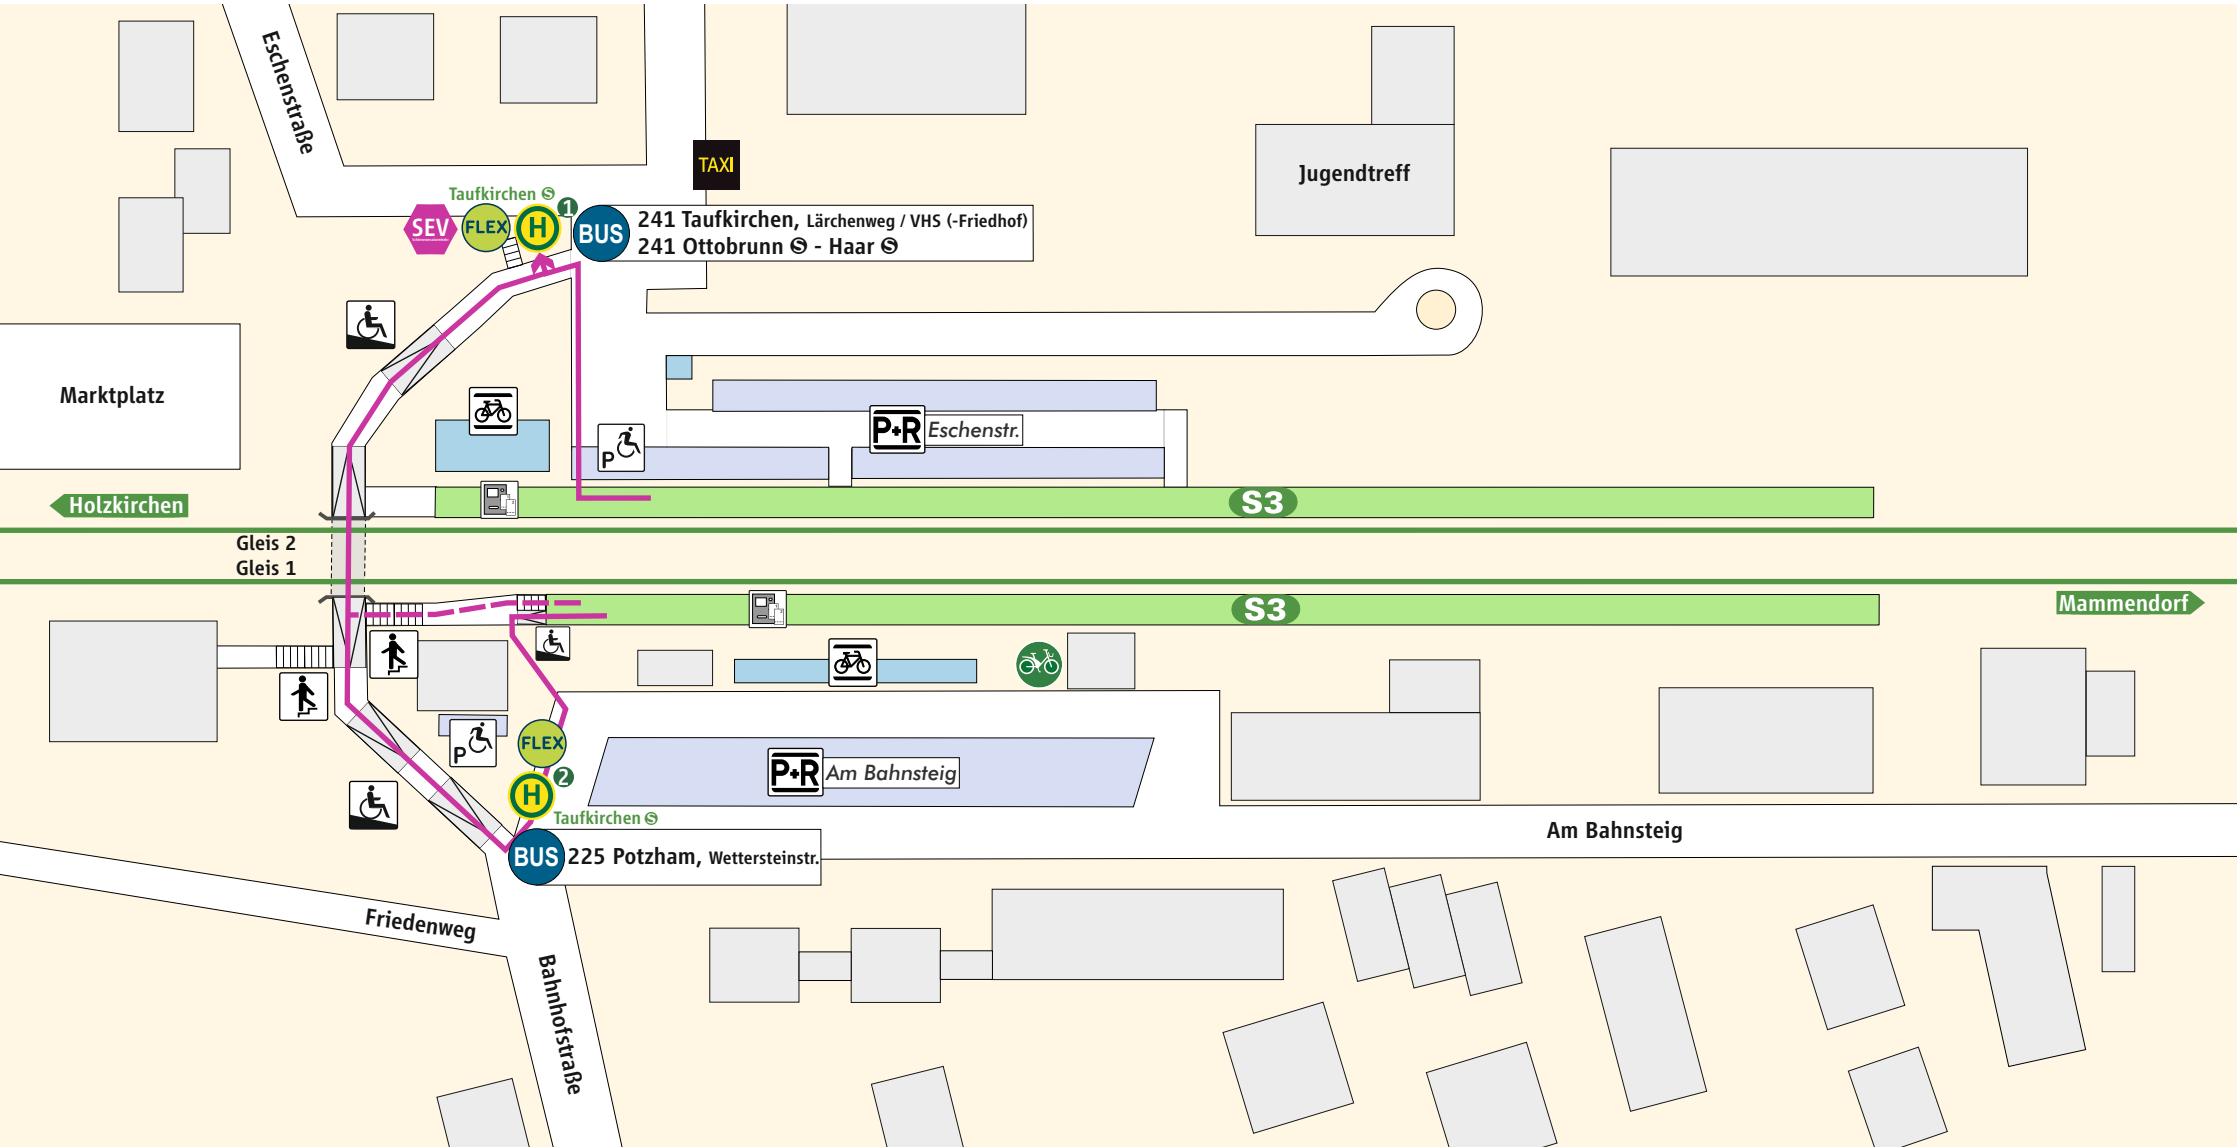 Eschenstraße
TAXI
Jugendtreff
Taufkirchen S
SEV
FLEX
H
1
BUS
241 Taufkirchen, Lärchenweg / VHS (-Friedhof)
241 Ottobrunn S - Haar S
Marktplatz
P
P+R
Eschenstr.
Holzkirchen
S3
Gleis 2
Gleis 1
S3
Mammendorf
P
FLEX
H
2
Taufkirchen S
P+R
Am Bahnsteig
BUS
225 Potzham, Wettersteinstr.
Am Bahnsteig
Friedenweg
Bahnhofstraße